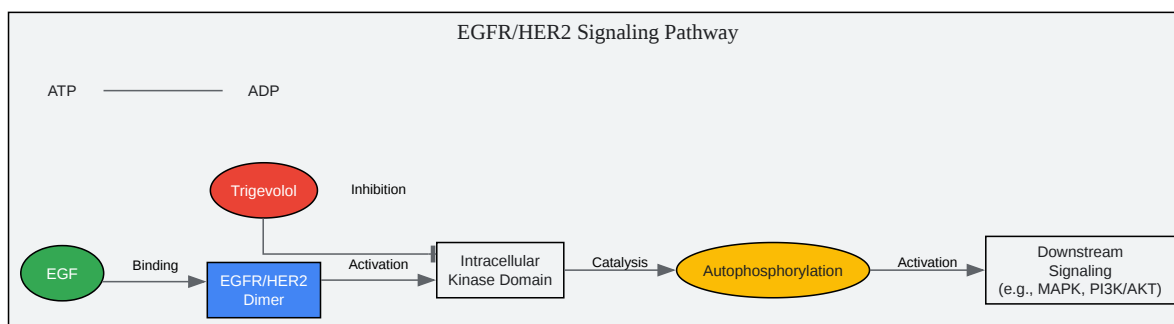 EGFR/HER2 Signaling Pathway
ATP
ADP
Trigevolol
Inhibition
EGF
Binding
EGFR/HER2
Dimer
Activation
Intracellular
Kinase Domain
Catalysis
Autophosphorylation
Activation
Downstream
Signaling
(e.g., MAPK, PI3K/AKT)